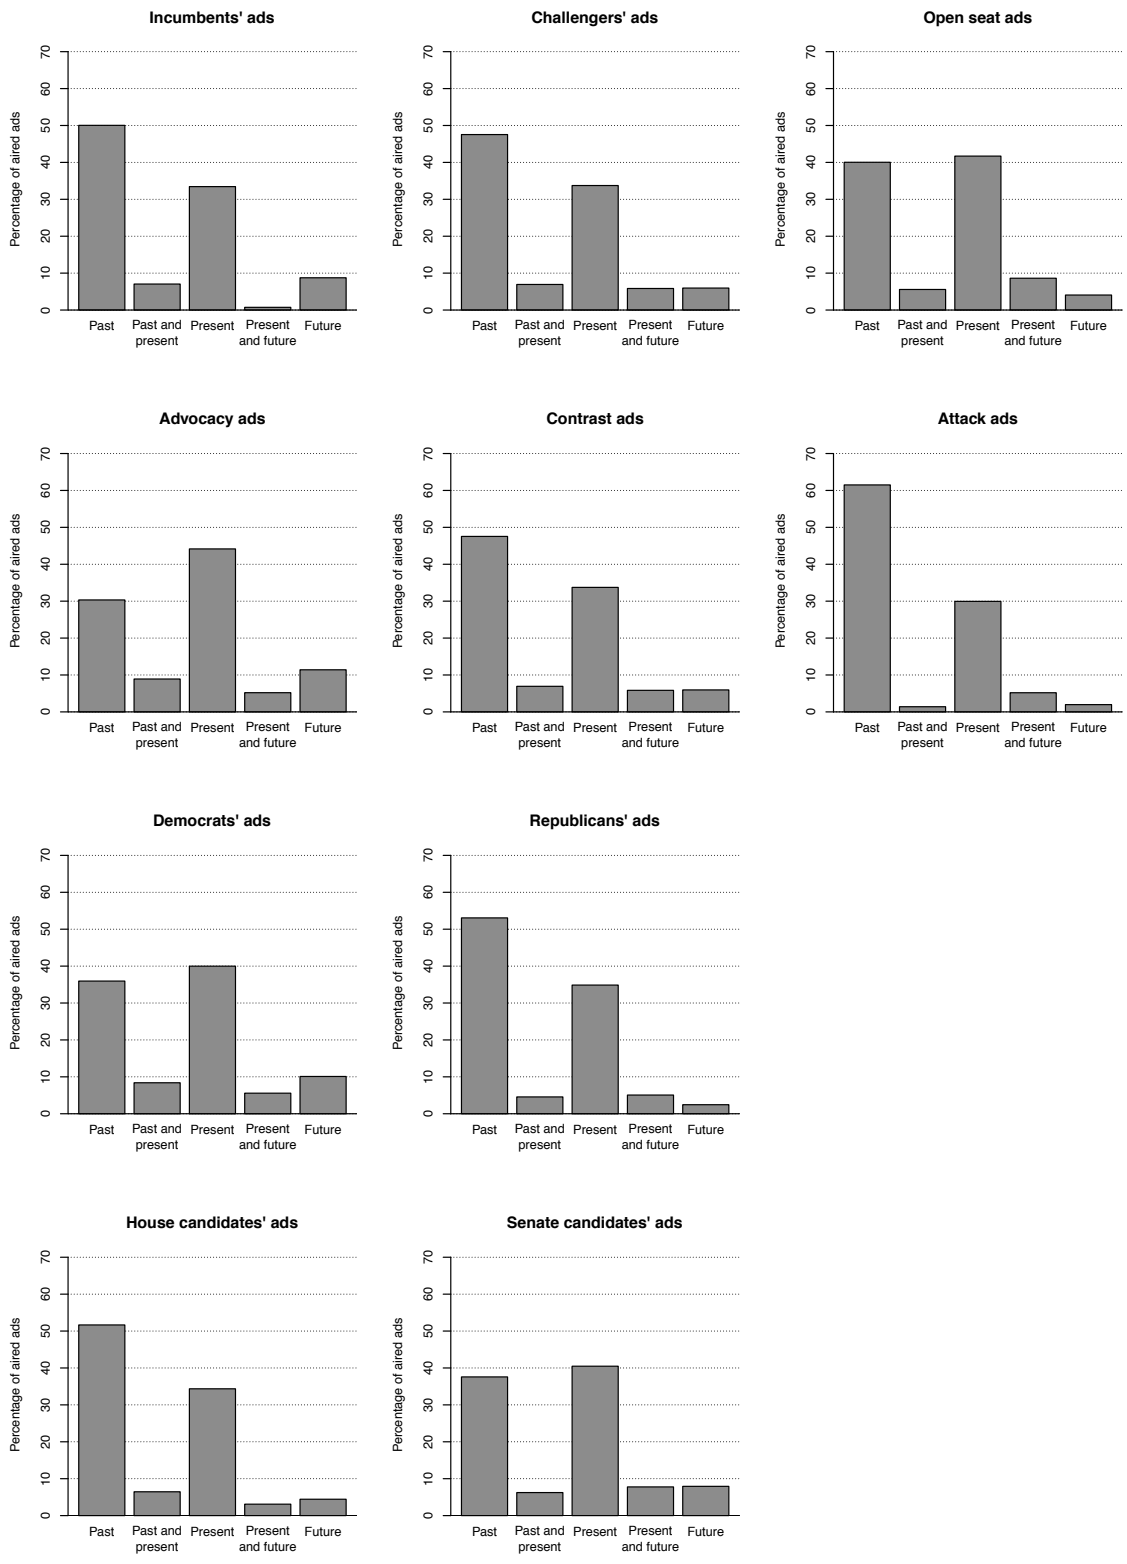 Incumbents' ads
Percentage of aired ads
70
60
50
40
30
20
10
0
Past
Past and
present
Present
Present
and future
Future
Challengers' ads
Percentage of aired ads
70
60
50
40
30
20
10
0
Past
Past and
present
Present
Present
and future
Future
Open seat ads
Percentage of aired ads
70
60
50
40
30
20
10
0
Past
Past and
present
Present
Present
and future
Future
Advocacy ads
Percentage of aired ads
70
60
50
40
30
20
10
0
Past
Past and
present
Present
Present
and future
Future
Contrast ads
Percentage of aired ads
70
60
50
40
30
20
10
0
Past
Past and
present
Present
Present
and future
Future
Attack ads
Percentage of aired ads
70
60
50
40
30
20
10
0
Past
Past and
present
Present
Present
and future
Future
Democrats' ads
Percentage of aired ads
70
60
50
40
30
20
10
0
Past
Past and
present
Present
Present
and future
Future
Republicans' ads
Percentage of aired ads
70
60
50
40
30
20
10
0
Past
Past and
present
Present
Present
and future
Future
House candidates' ads
Percentage of aired ads
70
60
50
40
30
20
10
0
Past
Past and
present
Present
Present
and future
Future
Senate candidates' ads
Percentage of aired ads
70
60
50
40
30
20
10
0
Past
Past and
present
Present
Present
and future
Future